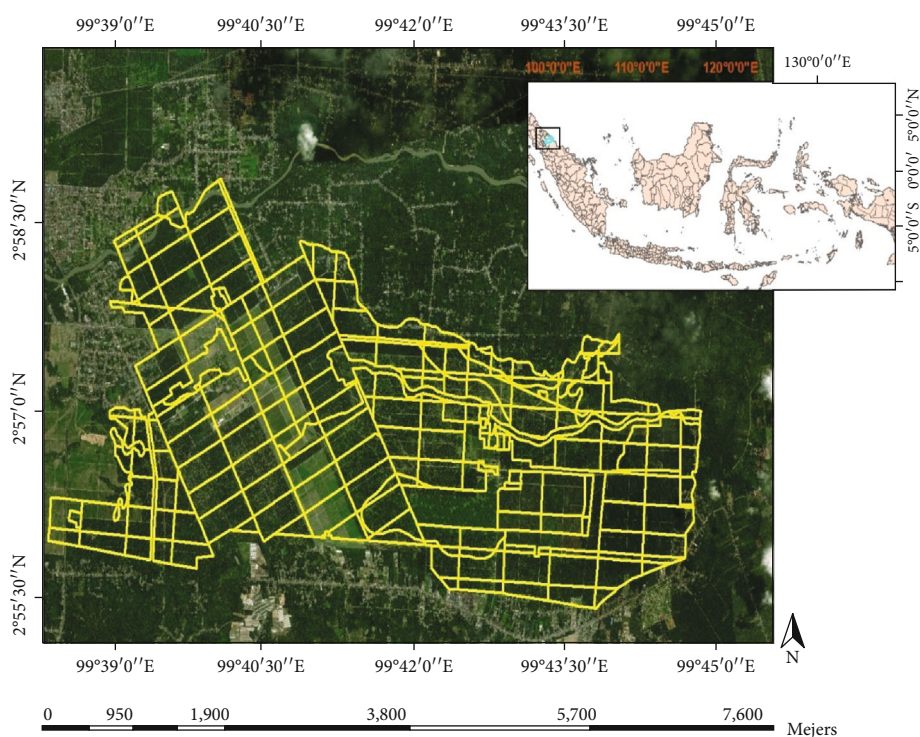 99°39′0′′E 99°40′30′′E 99°42′0′′E 99°43′30′′E 99°45′0′′E
100°0'0"E 110°0'0"E 120°0'0"E 130°0′0′′E
5°0′0′′N
0°0′0′′
5°0′0′′S
2°58′30′′N
2°57′0′′N
2°55′30′′N
99°39′0′′E 99°40′30′′E 99°42′0′′E 99°43′30′′E 99°45′0′′E
N
0 950 1,900 3,800 5,700 7,600
Mejers